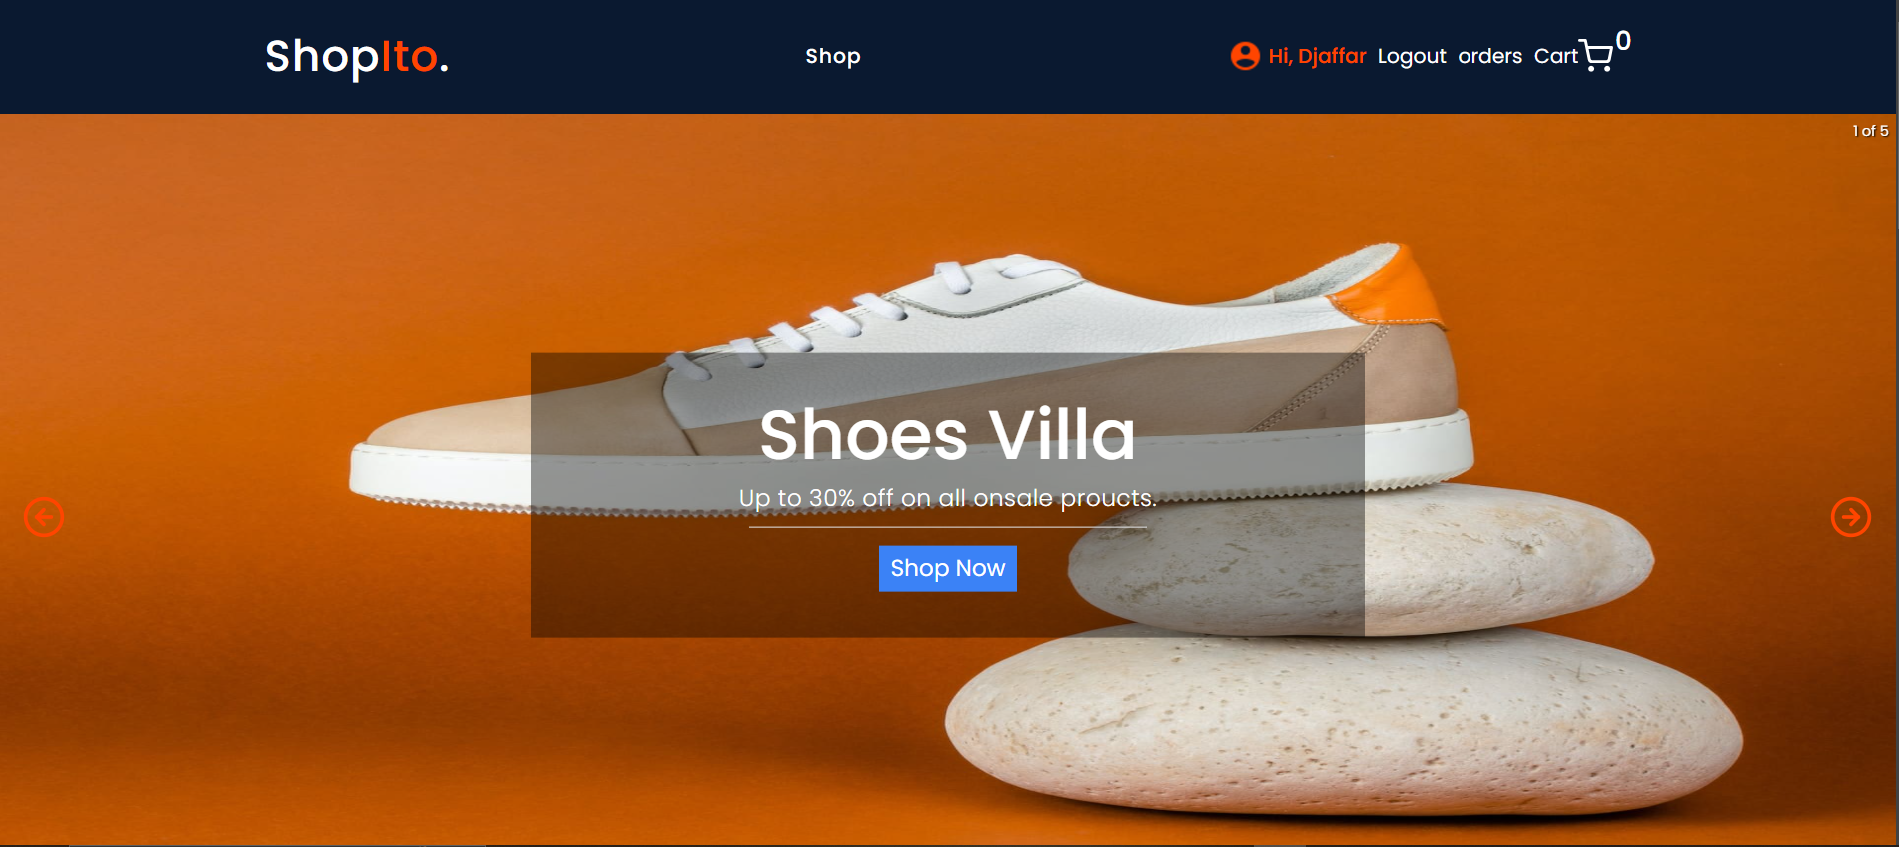 ShopIto. Shop Hi, Djaffar Logout orders Cart 0
1 of 5
Shoes Villa
Up to 30% off on all onsale proucts.
Shop Now